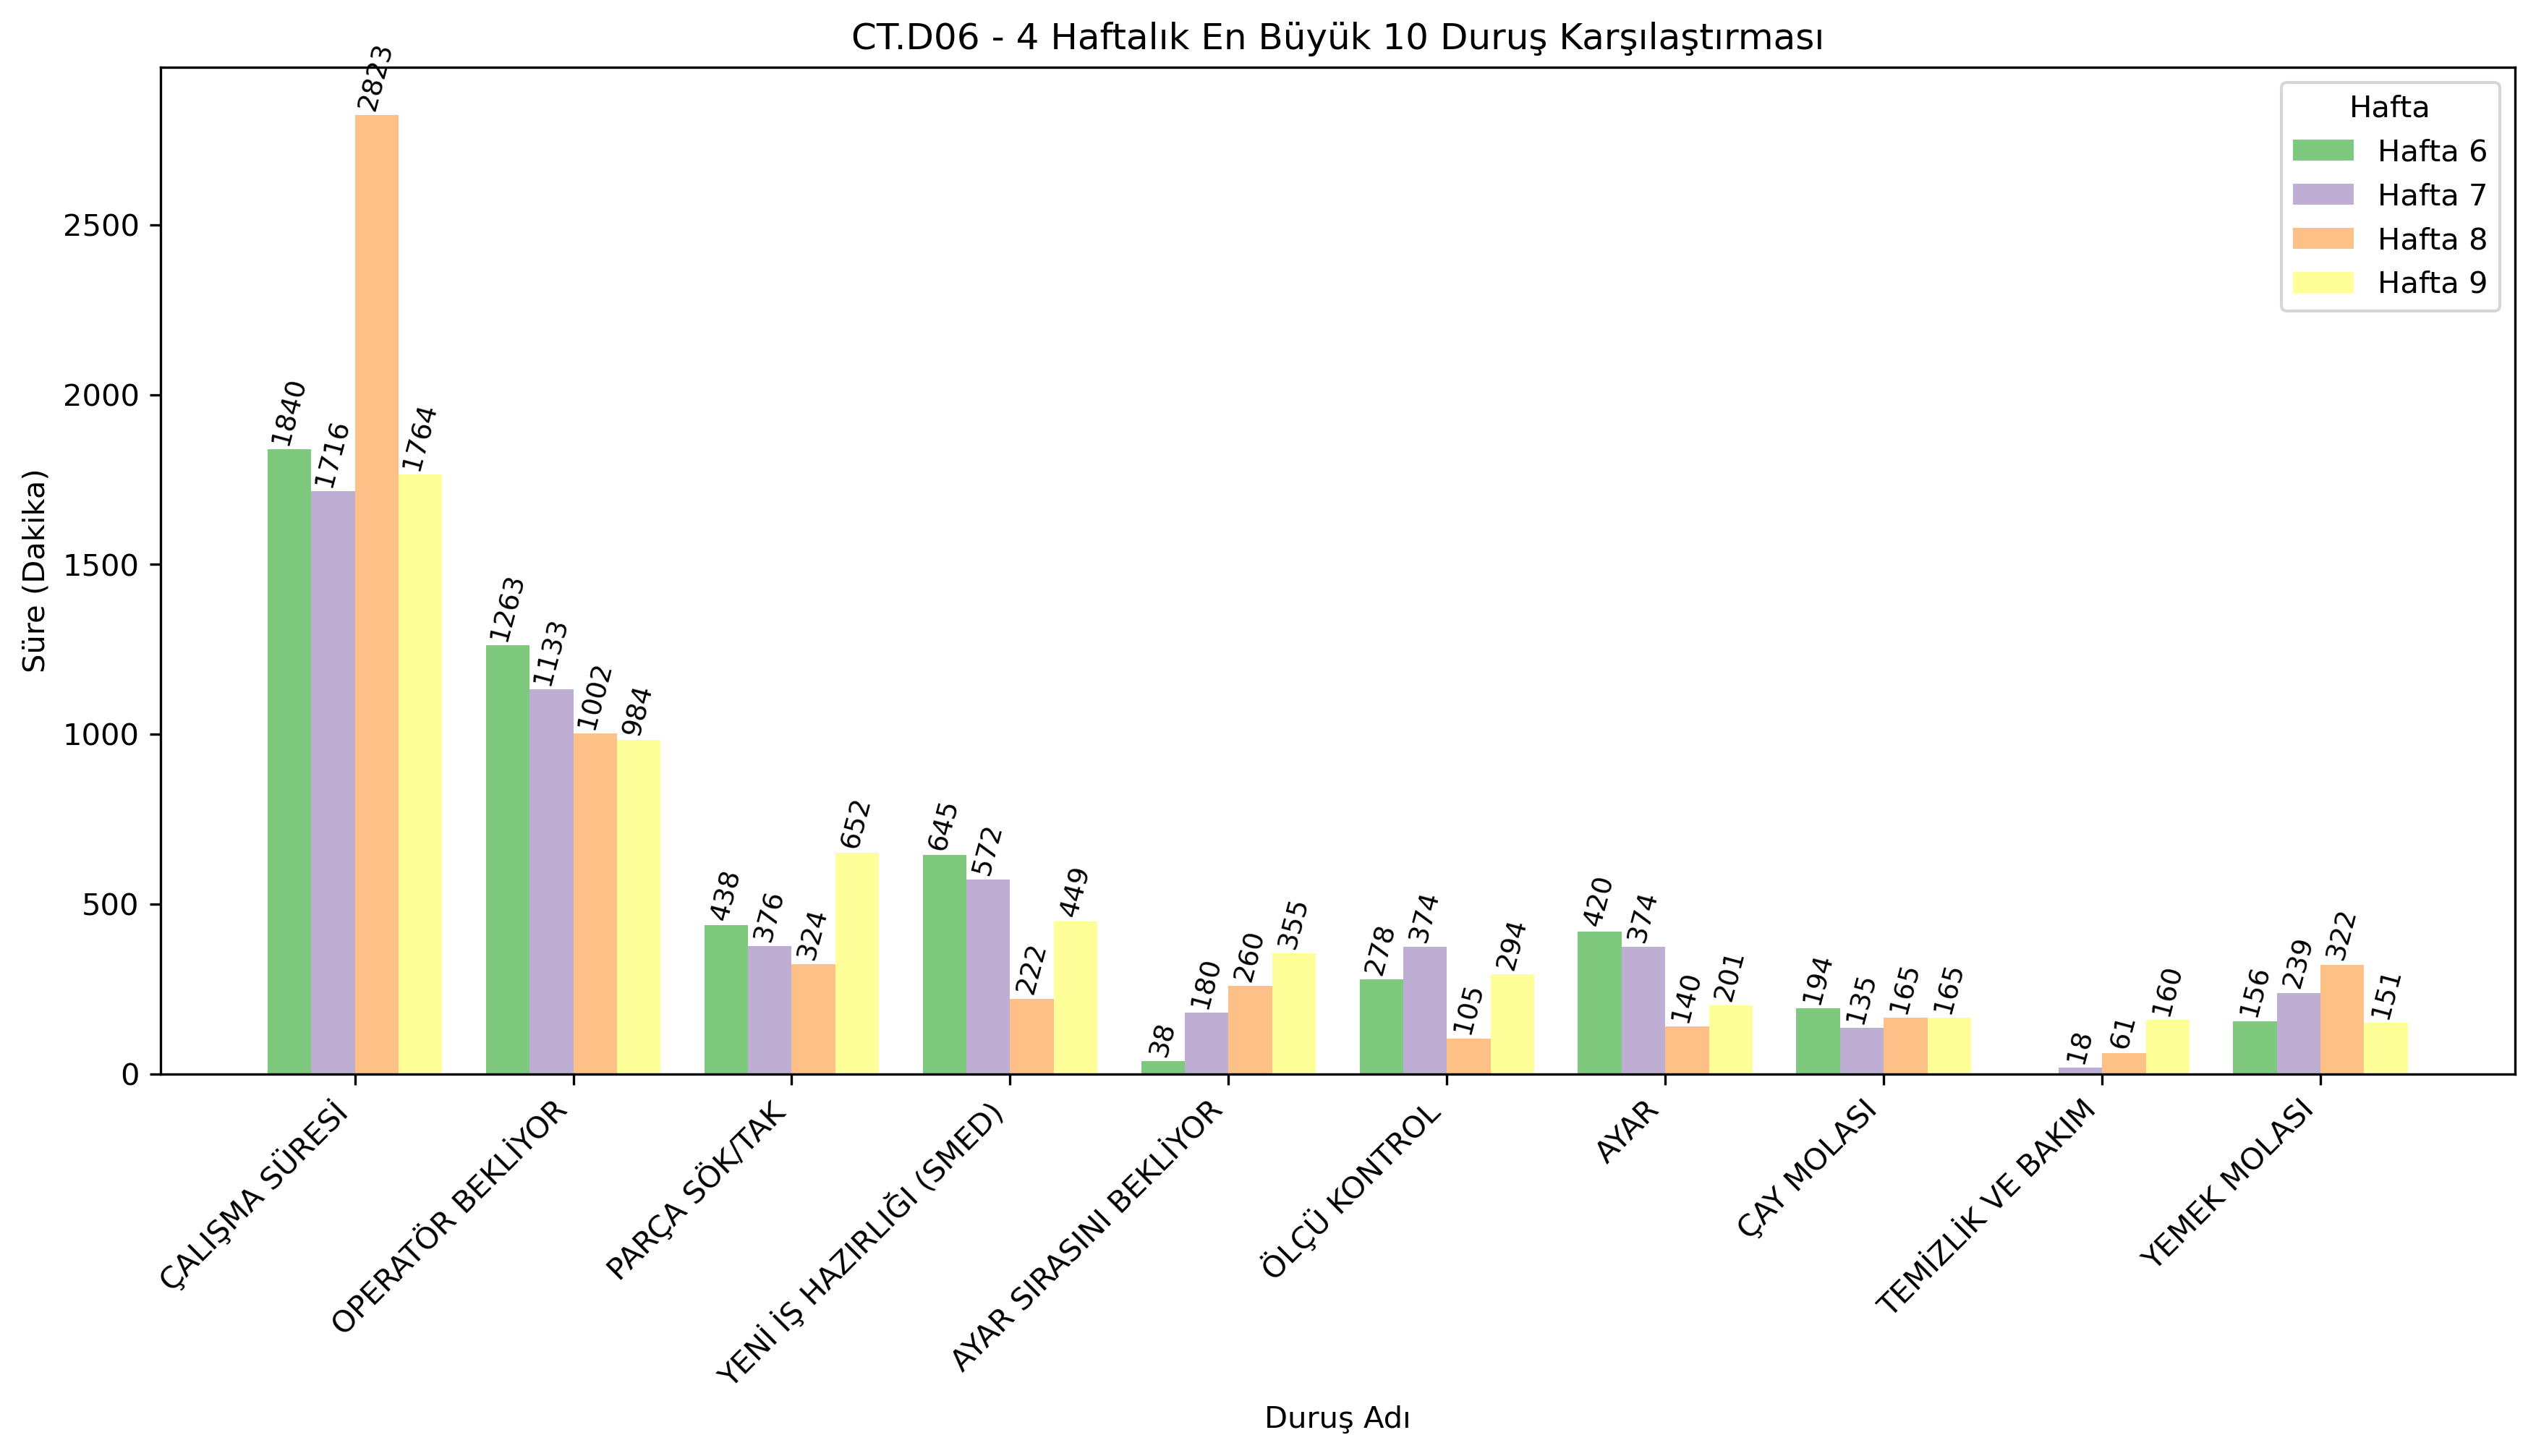 CT.D06 - 4 Haftalık En Büyük 10 Duruş Karşılaştırması
Hafta
Hafta 6
Hafta 7
Hafta 8
Hafta 9
Süre (Dakika)
2500
2000
1500
1000
500
0
1840
1716
2823
1764
1263
1133
1002
984
438
376
324
652
645
572
222
449
38
180
260
355
278
374
105
294
420
374
140
201
194
135
165
165
18
61
160
156
239
322
151
ÇALIŞMA SÜRESİ
OPERATÖR BEKLİYOR
PARÇA SÖK/TAK
YENİ İŞ HAZIRLIĞI (SMED)
AYAR SIRASINI BEKLİYOR
ÖLÇÜ KONTROL
AYAR
ÇAY MOLASI
TEMİZLİK VE BAKIM
YEMEK MOLASI
Duruş Adı